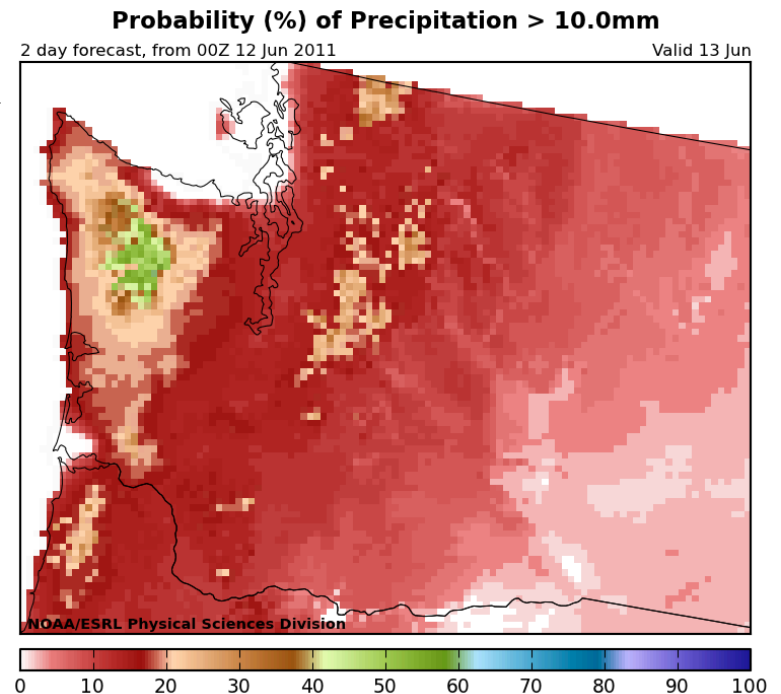 Probability (%) of Precipitation > 10.0mm
2 day forecast, from 00Z 12 Jun 2011 Valid 13 Jun
NOAA/ESRL Physical Sciences Division
0 10 20 30 40 50 60 70 80 90 100